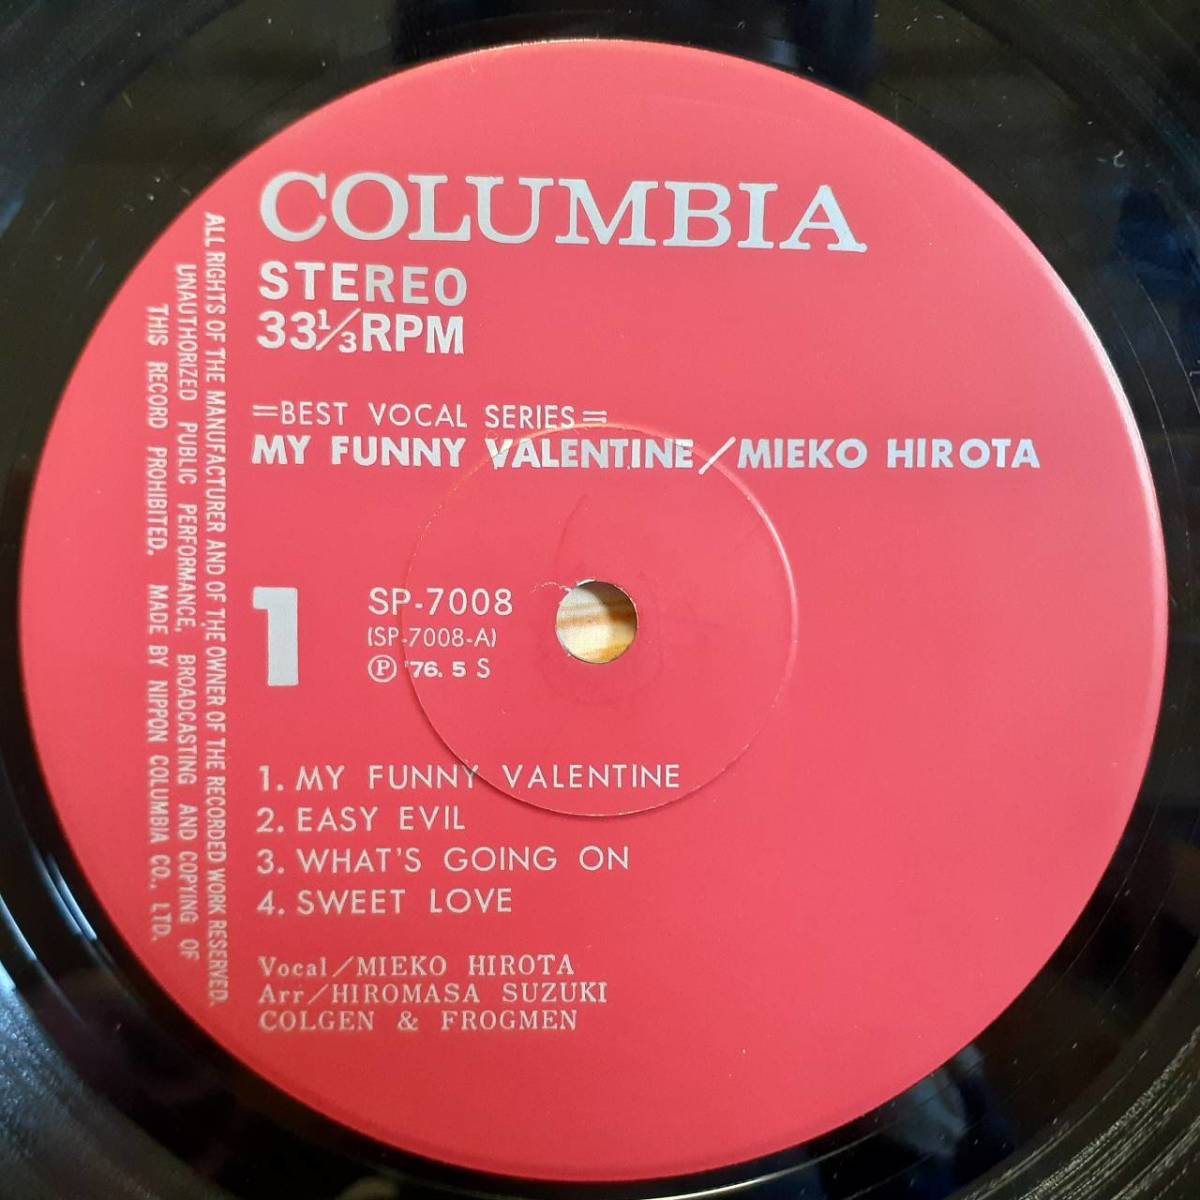 COLUMBIA
STEREO
33⅓RPM
=BEST VOCAL SERIES=
MY FUNNY VALENTINE/MIEKO HIROTA
1
SP-7008
(SP-7008-A)
Ⓟ '76. 5 S
1. MY FUNNY VALENTINE
2. EASY EVIL
3. WHAT'S GOING ON
4. SWEET LOVE
Vocal/MIEKO HIROTA
Arr/HIROMASA SUZUKI
COLGEN & FROGMEN
ALL RIGHTS OF THE MANUFACTURER AND OF THE OWNER OF THE RECORDED WORK RESERVED.
UNAUTHORIZED PUBLIC PERFORMANCE, BROADCASTING AND COPYING OF
THIS RECORD PROHIBITED. MADE BY NIPPON COLUMBIA CO., LTD.